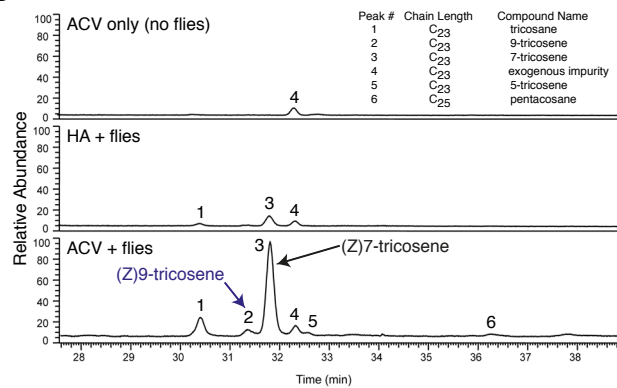 ACV only (no flies)
Peak # Chain Length Compound Name
1 C23 tricosane
2 C23 9-tricosene
3 C23 7-tricosene
4 C23 exogenous impurity
5 C23 5-tricosene
6 C25 pentacosane
100
80
60
40
20
0
4
HA + flies
100
80
60
40
20
0
1 3 4
Relative Abundance
ACV + flies
100
80
60
40
20
0
3 (Z)7-tricosene
(Z)9-tricosene
1 2 4 5 6
28 29 30 31 32 33 34 35 36 37 38
Time (min)